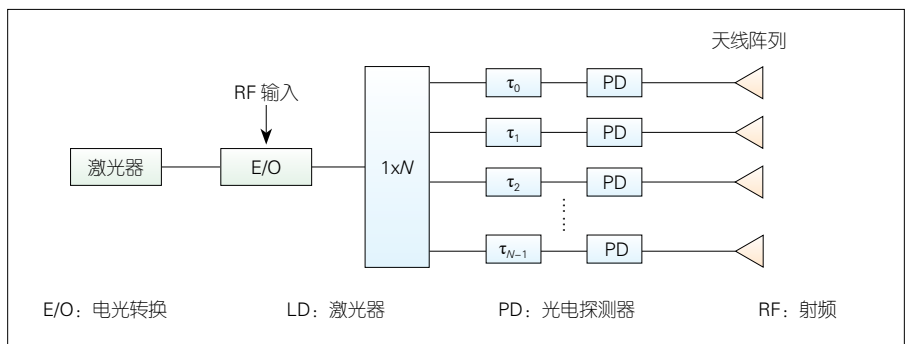 天线阵列
RF 输入
激光器
E/O
1xN
τ0
PD
τ1
PD
τ2
PD
τN−1
PD
E/O：电光转换
LD：激光器
PD：光电探测器
RF：射频